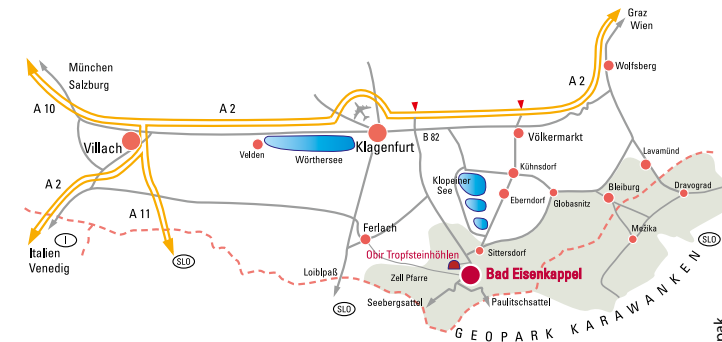 Graz
Wien
München
Salzburg
Wolfsberg
A 2
A 10
A 2
B 82
Völkermarkt
Villach
Velden
Wörthersee
Klagenfurt
Lavamünd
Kühnsdorf
Klopeiner
See
A 2
Eberndorf
Globasnitz
Bleiburg
Dravograd
A 11
Ferlach
Mezika
I
SLO
Italien
Venedig
Sittersdorf
Obir Tropfsteinhöhlen
SLO
Loiblpaß
Zell Pfarre
Bad Eisenkappel
Seebergsattel
Paulitschsattel
SLO
GEOPARK KARAWANKEN